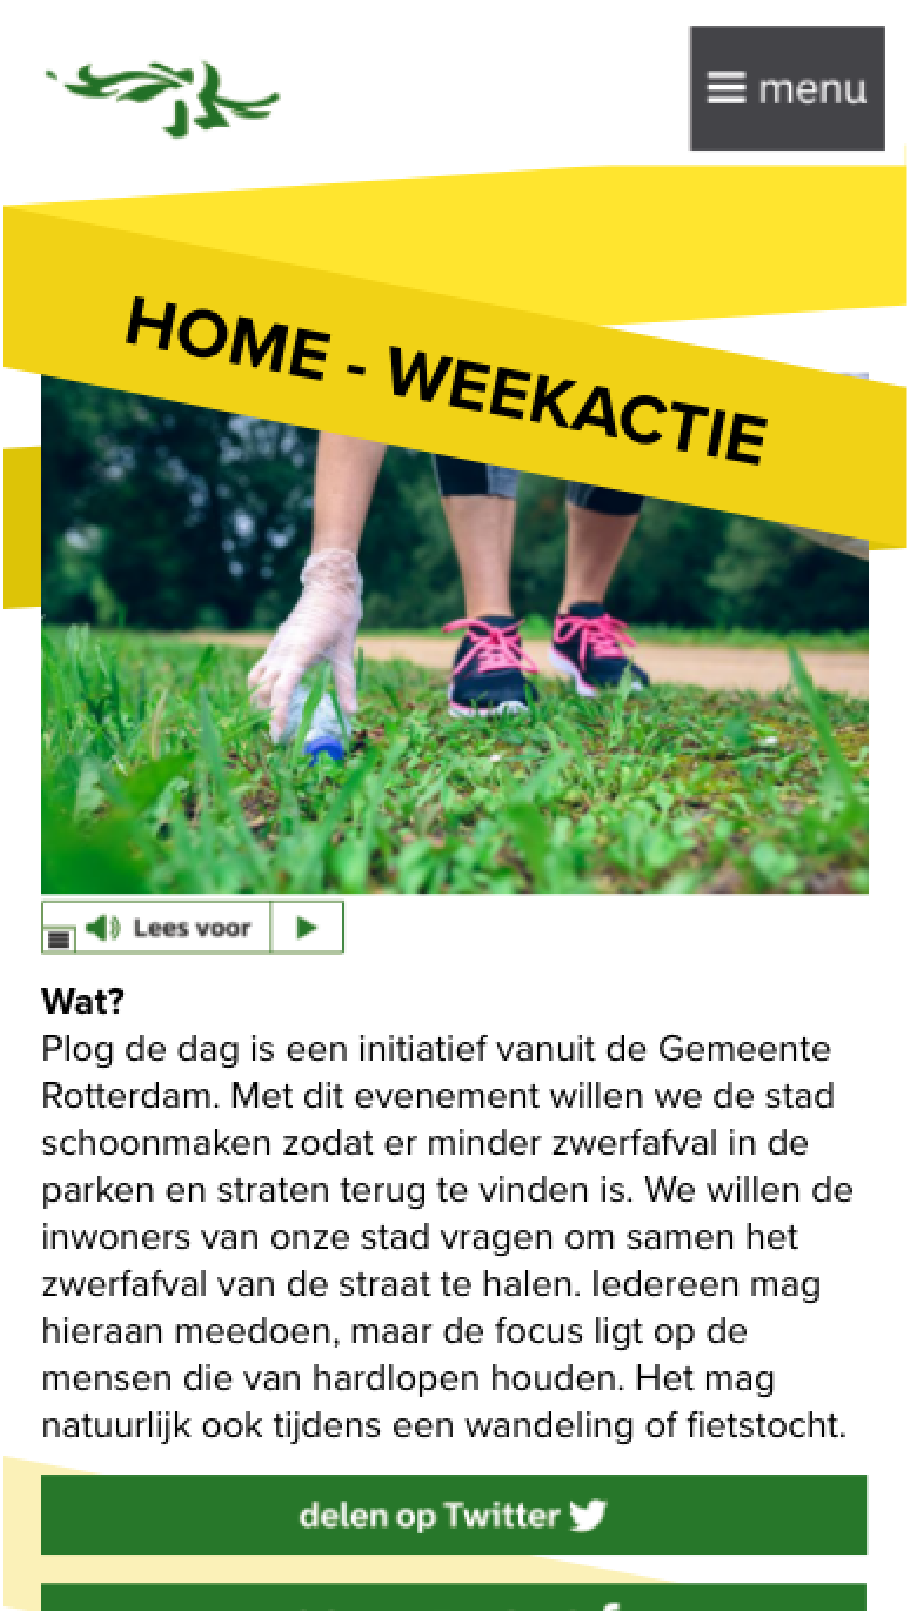 menu
HOME - WEEKACTIE
Lees voor
Wat?
Plog de dag is een initiatief vanuit de Gemeente
Rotterdam. Met dit evenement willen we de stad
schoonmaken zodat er minder zwerfafval in de
parken en straten terug te vinden is. We willen de
inwoners van onze stad vragen om samen het
zwerfafval van de straat te halen. Iedereen mag
hieraan meedoen, maar de focus ligt op de
mensen die van hardlopen houden. Het mag
natuurlijk ook tijdens een wandeling of fietstocht.
delen op Twitter